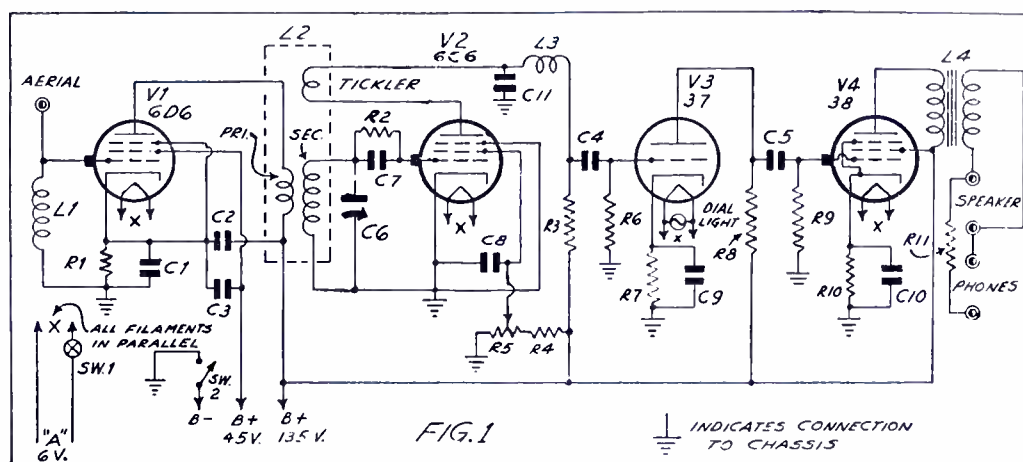 AERIAL
L1
V1
6D6
R1
C1
C2
C3
PRI.
L2
SEC.
TICKLER
R2
C7
C6
V2
6C6
C8
R5
R4
C11
L3
R3
C4
R6
V3
37
DIAL
LIGHT
X
R7
C9
R8
C5
R9
V4
38
R10
C10
L4
SPEAKER
R11
PHONES
X
X
X
ALL FILAMENTS
IN PARALLEL
SW.1
"A"
6V.
SW.
2
B-
B+
45V.
B+
135 V.
FIG.1
INDICATES CONNECTION
TO CHASSIS